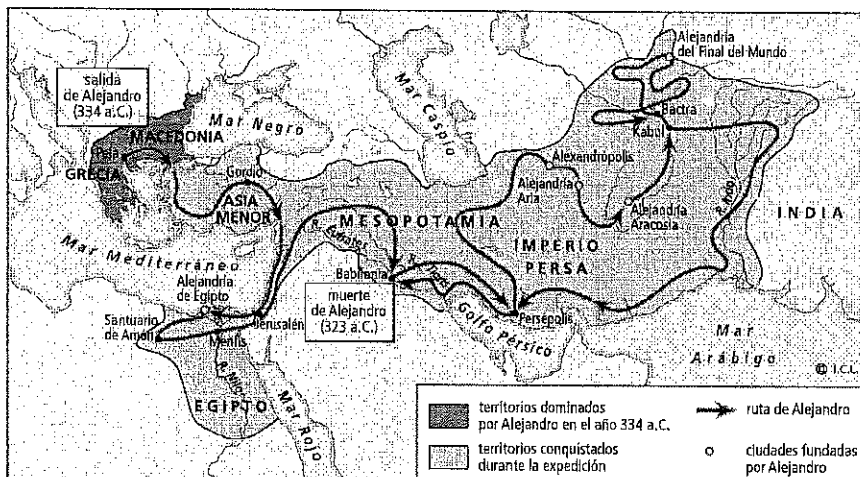 Alejandría
del Final del Mundo
salida
de Alejandro
(334 a.C.)
Mar Negro
Mar Caspio
MACEDONIA
Pela
GRECIA
Gordio
ASIA
MENOR
Bactra
Kabul
Alexandrópolis
Alejandría
Aria
Alejandría
Aracosia
MESOPOTAMIA
IMPERIO
PERSA
INDIA
Mar Mediterráneo
R. Éufrates
R. Tigris
Babilonia
Alejandría
de Egipto
muerte
de Alejandro
(323 a.C.)
Santuario
de Amón
Menfis
Jerusalén
Golfo Pérsico
Persépolis
Mar
Arábigo
R. Nilo
EGIPTO
Mar Rojo
territorios dominados
por Alejandro en el año 334 a.C.
ruta de Alejandro
territorios conquistados
durante la expedición
ciudades fundadas
por Alejandro